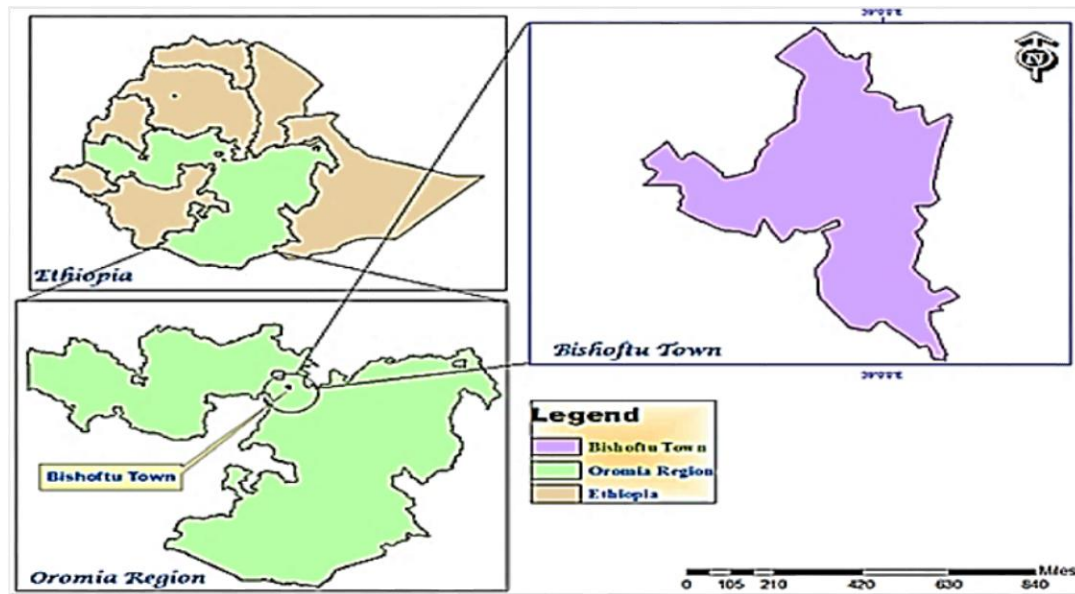 N
Ethiopia
Bishoftu Town
Bishoftu Town
Oromia Region
Legend
Bishoftu Town
Oromia Region
Ethiopia
Miles
0 105 210 420 630 840